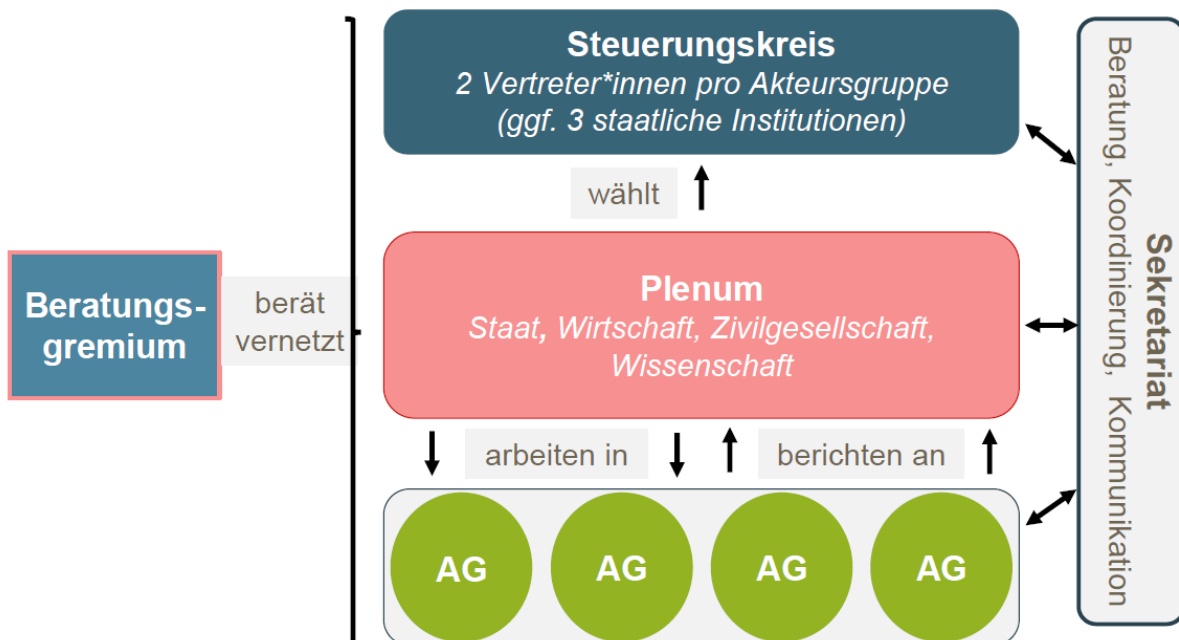 Steuerungskreis
2 Vertreter*innen pro Akteursgruppe
(ggf. 3 staatliche Institutionen)
wählt
Beratungs-
gremium
berät
vernetzt
Plenum
Staat, Wirtschaft, Zivilgesellschaft,
Wissenschaft
arbeiten in
berichten an
AG
AG
AG
AG
Sekretariat
Beratung, Koordinierung, Kommunikation